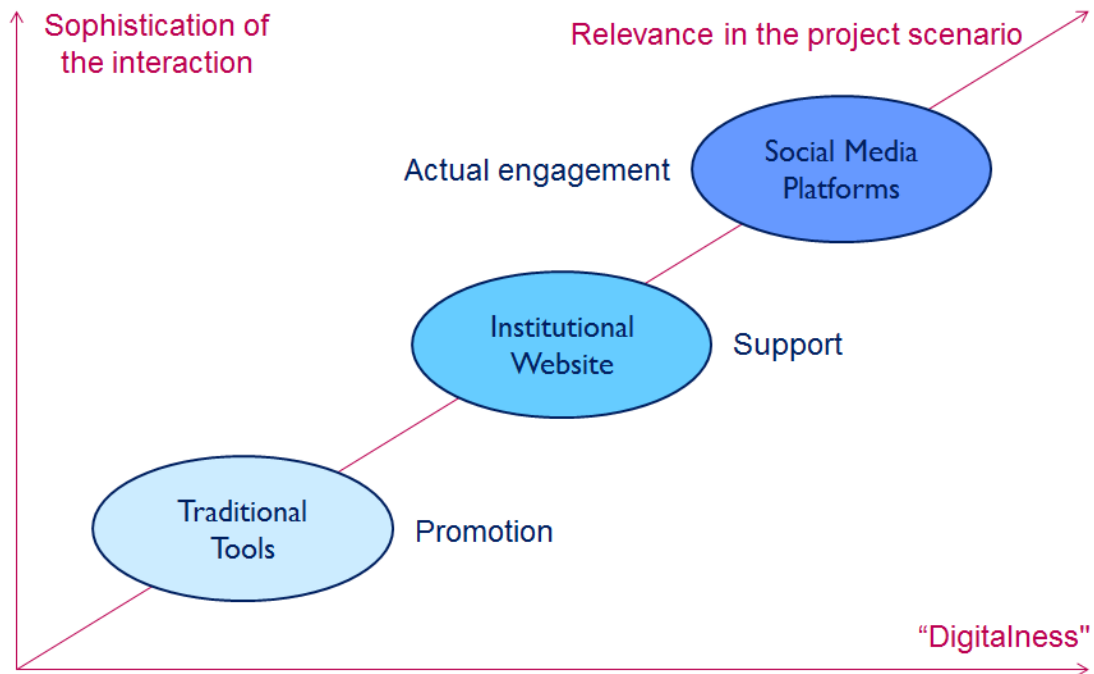 Sophistication of
the interaction
Relevance in the project scenario
Social Media
Platforms
Actual engagement
Institutional
Website
Support
Traditional
Tools
Promotion
“Digitalness"